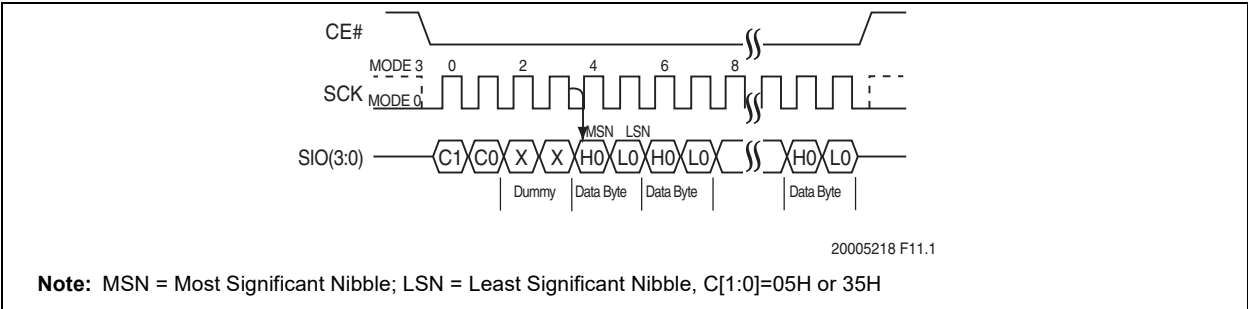 CE#
MODE 3 0 2 4 6 8
SCK MODE 0
MSN LSN
SIO(3:0) C1 C0 X X H0 L0 H0 L0 H0 L0
Dummy Data Byte Data Byte Data Byte
20005218 F11.1
Note: MSN = Most Significant Nibble; LSN = Least Significant Nibble, C[1:0]=05H or 35H